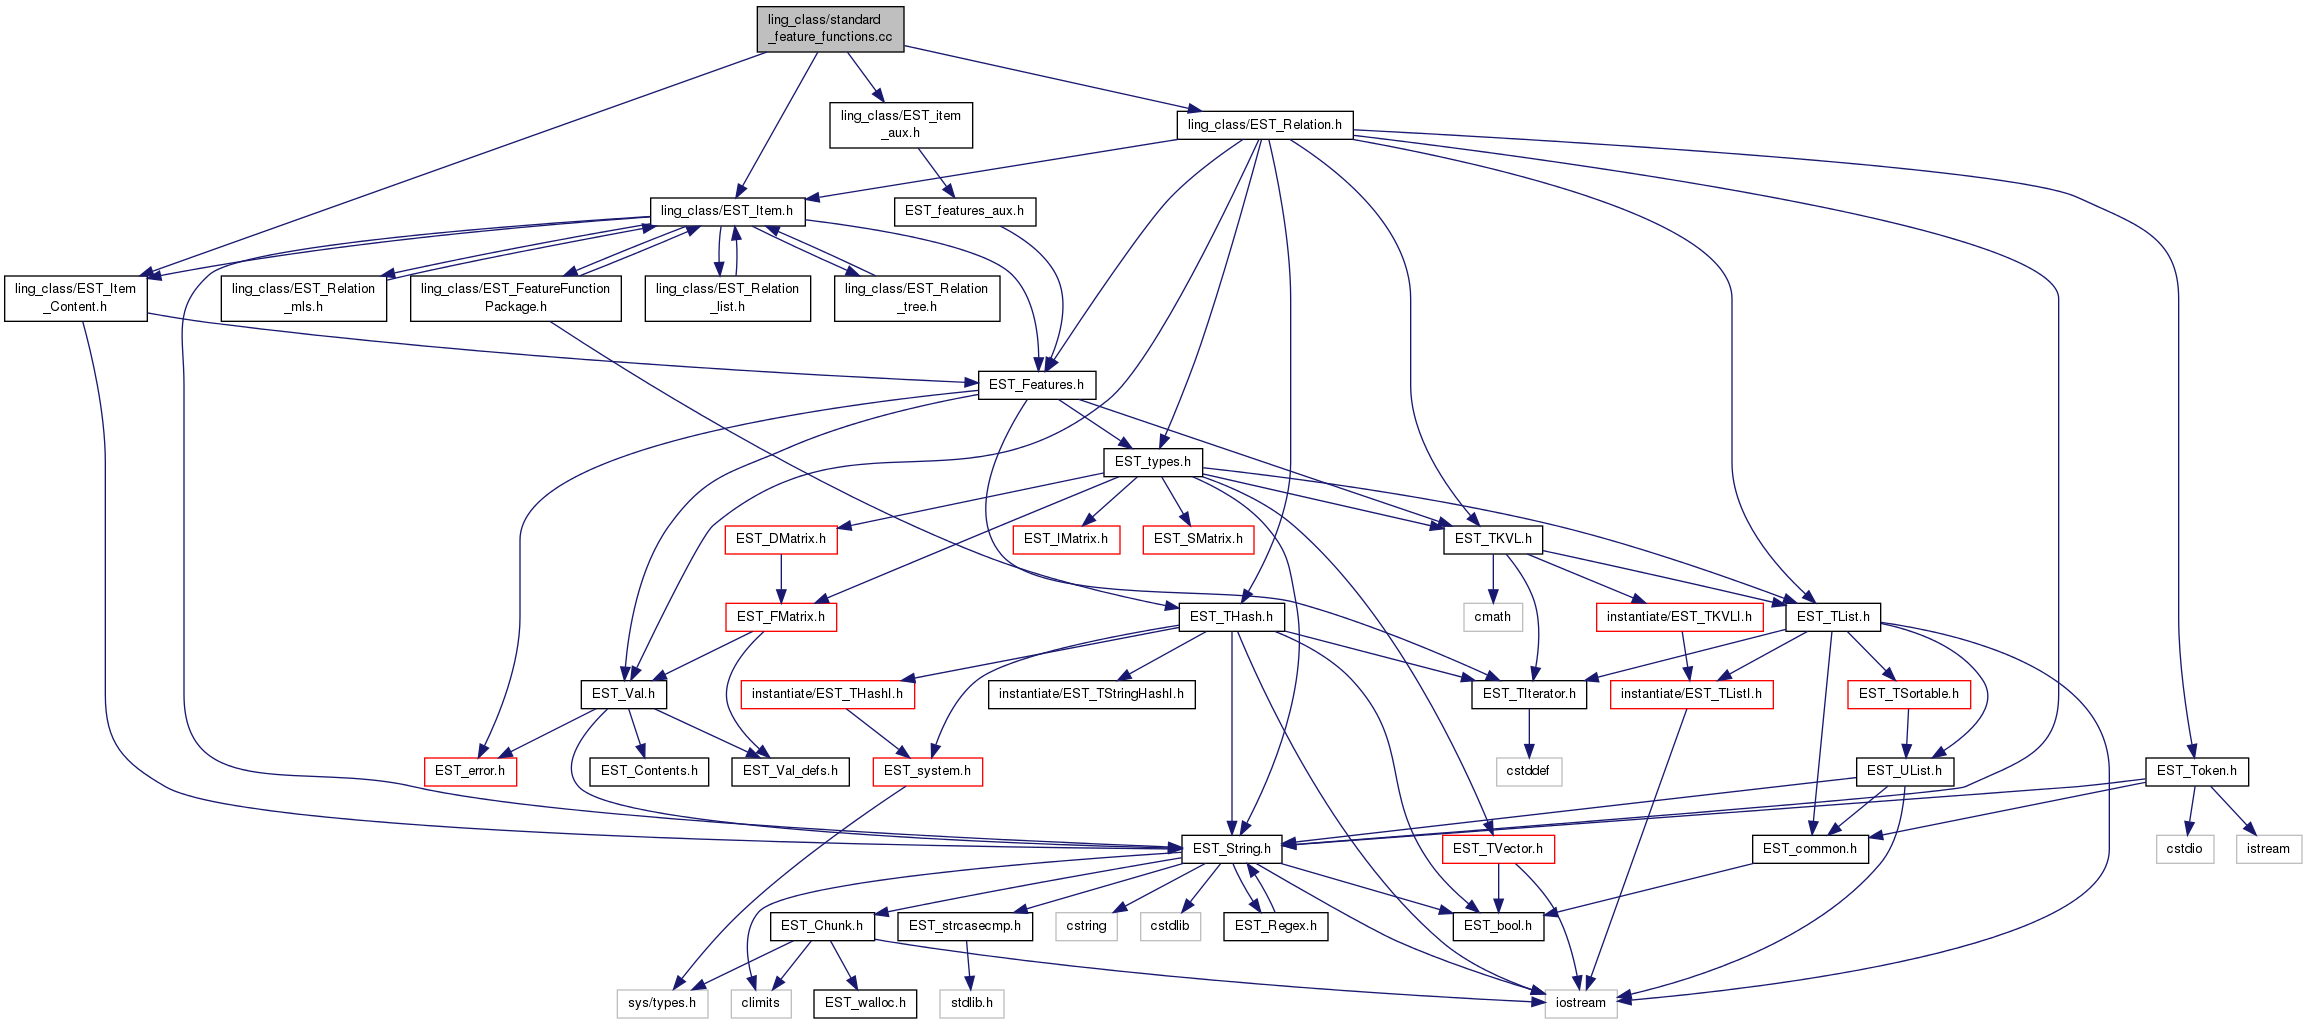 ling_class/standard
_feature_functions.cc
ling_class/EST_item
_aux.h
ling_class/EST_Relation.h
ling_class/EST_Item.h
EST_features_aux.h
ling_class/EST_Item
_Content.h
ling_class/EST_Relation
_mls.h
ling_class/EST_FeatureFunction
Package.h
ling_class/EST_Relation
_list.h
ling_class/EST_Relation
_tree.h
EST_Features.h
EST_types.h
EST_DMatrix.h
EST_IMatrix.h
EST_SMatrix.h
EST_TKVL.h
EST_FMatrix.h
EST_THash.h
cmath
instantiate/EST_TKVLI.h
EST_TList.h
EST_Val.h
instantiate/EST_THashI.h
instantiate/EST_TStringHashI.h
EST_TIterator.h
instantiate/EST_TListI.h
EST_TSortable.h
EST_error.h
EST_Contents.h
EST_Val_defs.h
EST_system.h
cstddef
EST_UList.h
EST_Token.h
EST_String.h
EST_TVector.h
EST_common.h
cstdio
istream
EST_Chunk.h
EST_strcasecmp.h
cstring
cstdlib
EST_Regex.h
EST_bool.h
sys/types.h
climits
EST_walloc.h
stdlib.h
iostream